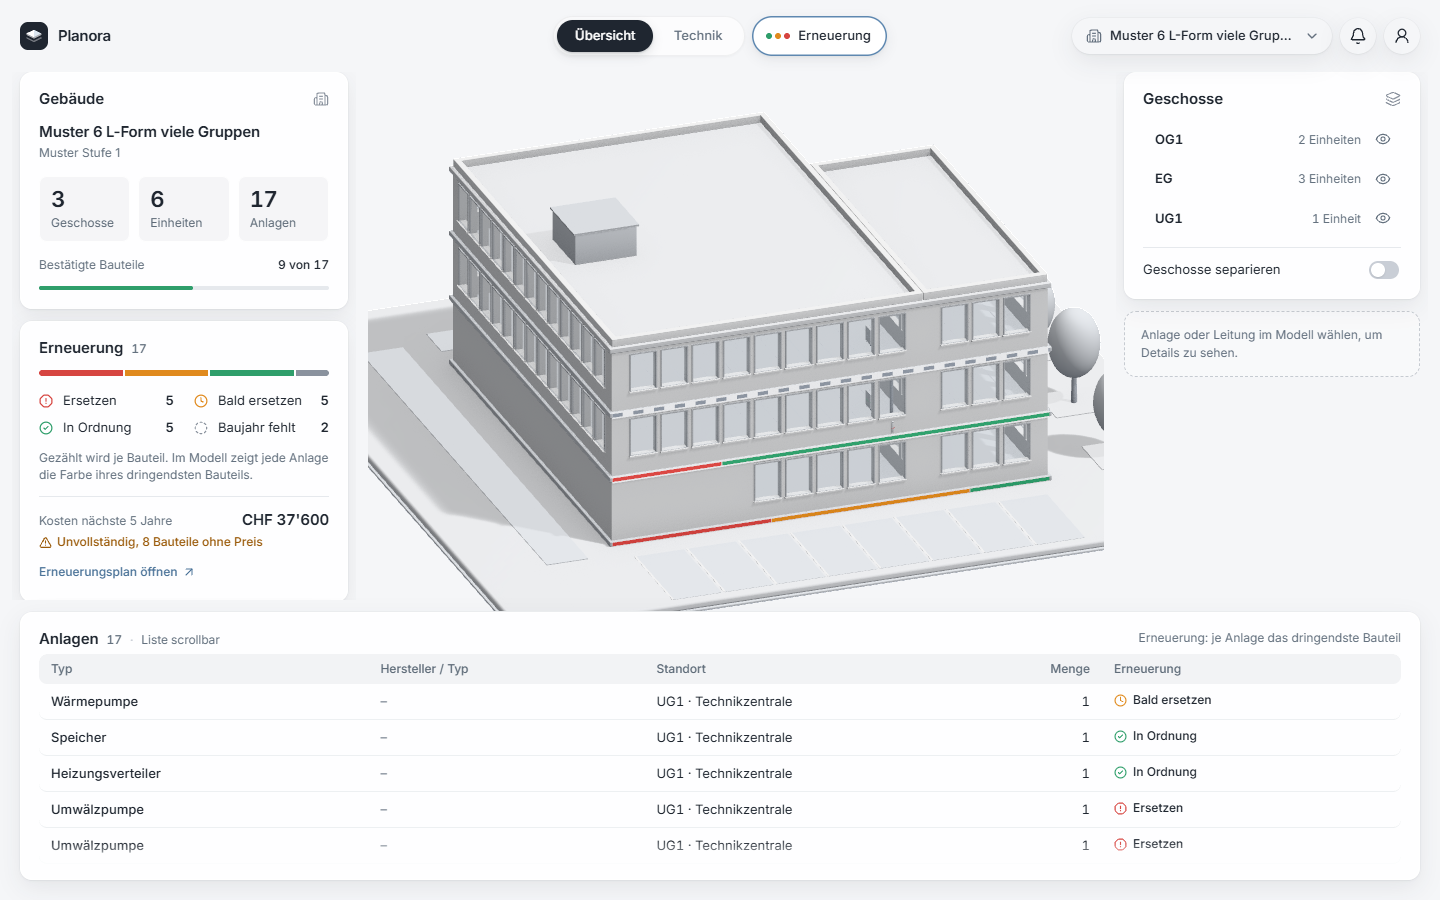 Planora
Übersicht
Technik
Erneuerung
Muster 6 L-Form viele Grup...
Gebäude
Muster 6 L-Form viele Gruppen
Muster Stufe 1
3 6 17
Geschosse Einheiten Anlagen
Bestätigte Bauteile 9 von 17
Erneuerung 17
Ersetzen 5 Bald ersetzen 5
In Ordnung 5 Baujahr fehlt 2
Gezählt wird je Bauteil. Im Modell zeigt jede Anlage
die Farbe ihres dringendsten Bauteils.
Kosten nächste 5 Jahre CHF 37'600
Unvollständig, 8 Bauteile ohne Preis
Erneuerungsplan öffnen
Geschosse
OG1 2 Einheiten
EG 3 Einheiten
UG1 1 Einheit
Geschosse separieren
Anlage oder Leitung im Modell wählen, um
Details zu sehen.
Anlagen 17 · Liste scrollbar
Erneuerung: je Anlage das dringendste Bauteil
Typ Hersteller / Typ Standort Menge Erneuerung
Wärmepumpe – UG1 · Technikzentrale 1 Bald ersetzen
Speicher – UG1 · Technikzentrale 1 In Ordnung
Heizungsverteiler – UG1 · Technikzentrale 1 In Ordnung
Umwälzpumpe – UG1 · Technikzentrale 1 Ersetzen
Umwälzpumpe – UG1 · Technikzentrale 1 Ersetzen